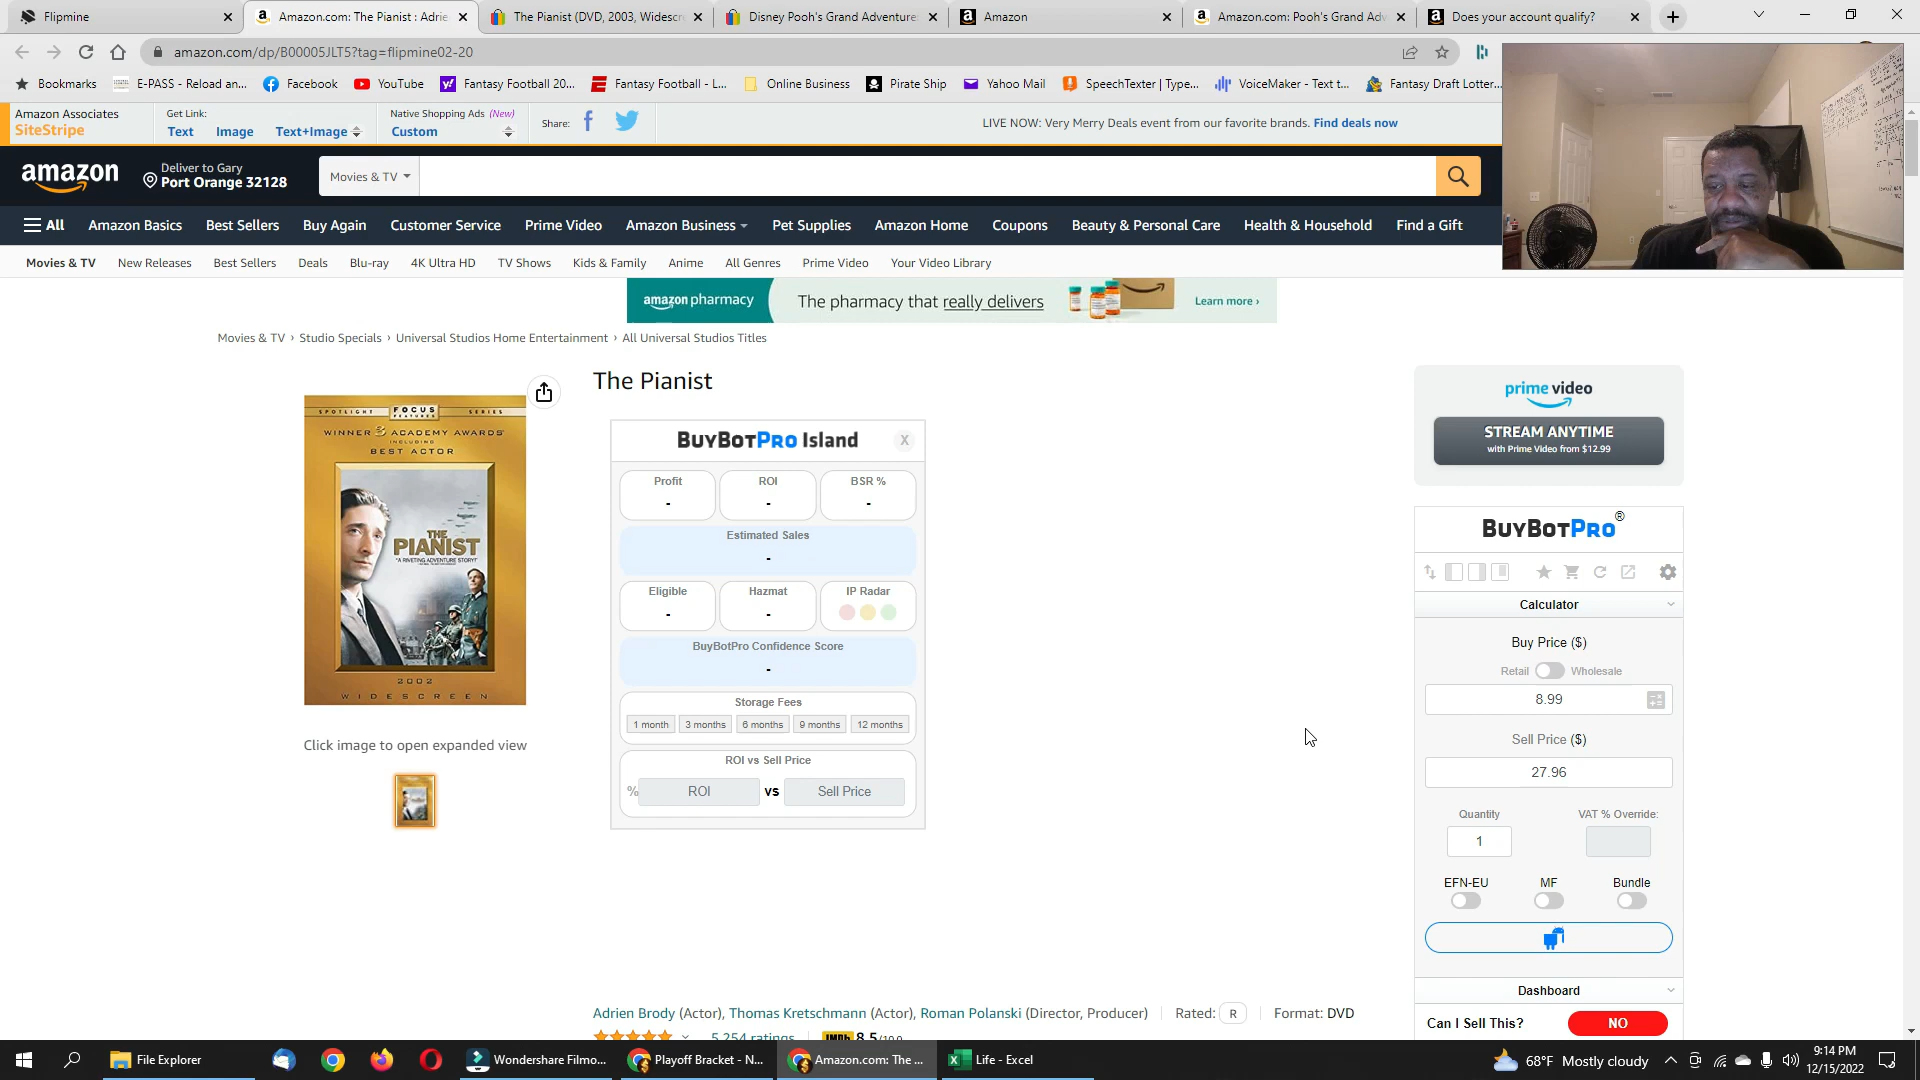 Flipmine
Amazon.com: The Pianist : Adrie
The Pianist (DVD, 2003, Widescr
Disney Pooh's Grand Adventure
Amazon
Amazon.com: Pooh's Grand Adv
Does your account qualify?
amazon.com/dp/B00005JLT5?tag=flipmine02-20
Bookmarks
E-PASS - Reload an...
Facebook
YouTube
Fantasy Football 20...
Fantasy Football - L...
Online Business
Pirate Ship
Yahoo Mail
SpeechTexter | Type...
VoiceMaker - Text t...
Fantasy Draft Lotter...
Amazon Associates
SiteStripe
Get Link:
Text Image Text+Image
Native Shopping Ads (New)
Custom
Share:
LIVE NOW: Very Merry Deals event from our favorite brands. Find deals now
amazon
Deliver to Gary
Port Orange 32128
Movies & TV
All Amazon Basics Best Sellers Buy Again Customer Service Prime Video Amazon Business Pet Supplies Amazon Home Coupons Beauty & Personal Care Health & Household Find a Gift
Movies & TV New Releases Best Sellers Deals Blu-ray 4K Ultra HD TV Shows Kids & Family Anime All Genres Prime Video Your Video Library
amazon pharmacy The pharmacy that really delivers Learn more ›
Movies & TV › Studio Specials › Universal Studios Home Entertainment › All Universal Studios Titles
The Pianist
SPOTLIGHT FOCUS FEATURES SERIES
WINNER 3 ACADEMY AWARDS
INCLUDING
BEST ACTOR
THE
PIANIST
"A RIVETING ADVENTURE STORY!"
2002
WIDESCREEN
Click image to open expanded view
BUYBOTPRO Island X
Profit ROI BSR %
- - -
Estimated Sales
-
Eligible Hazmat IP Radar
- -
BuyBotPro Confidence Score
-
Storage Fees
1 month 3 months 6 months 9 months 12 months
ROI vs Sell Price
% ROI vs Sell Price
prime video
STREAM ANYTIME
with Prime Video from $12.99
BUYBOTPRO®
Calculator
Buy Price ($)
Retail Wholesale
8.99
Sell Price ($)
27.96
Quantity VAT % Override:
1
EFN-EU MF Bundle
Dashboard
Can I Sell This? NO
Adrien Brody (Actor), Thomas Kretschmann (Actor), Roman Polanski (Director, Producer) Rated: R Format: DVD
5,254 ratings IMDb 8.5/10.0
File Explorer
Wondershare Filmo...
Playoff Bracket - N...
Amazon.com: The ...
Life - Excel
68°F Mostly cloudy
9:14 PM
12/15/2022